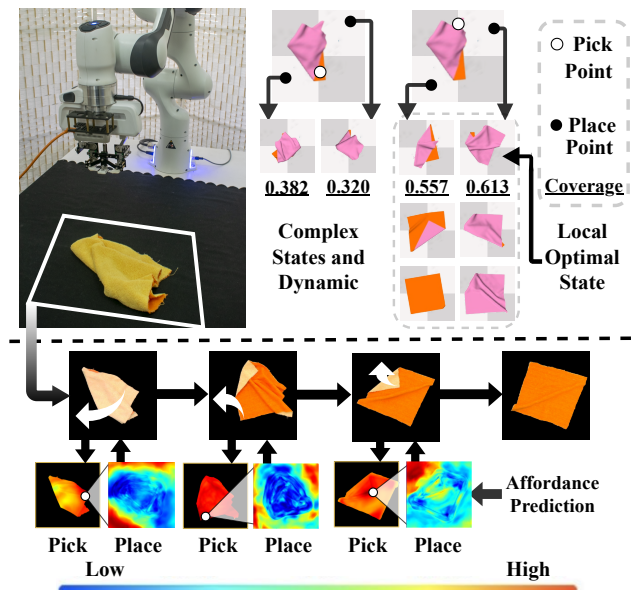 Pick
Point
Place
Point
0.382 0.320 0.557 0.613 Coverage
Complex
States and
Dynamic
Local
Optimal
State
Affordance
Prediction
Pick Place Pick Place Pick Place
Low High